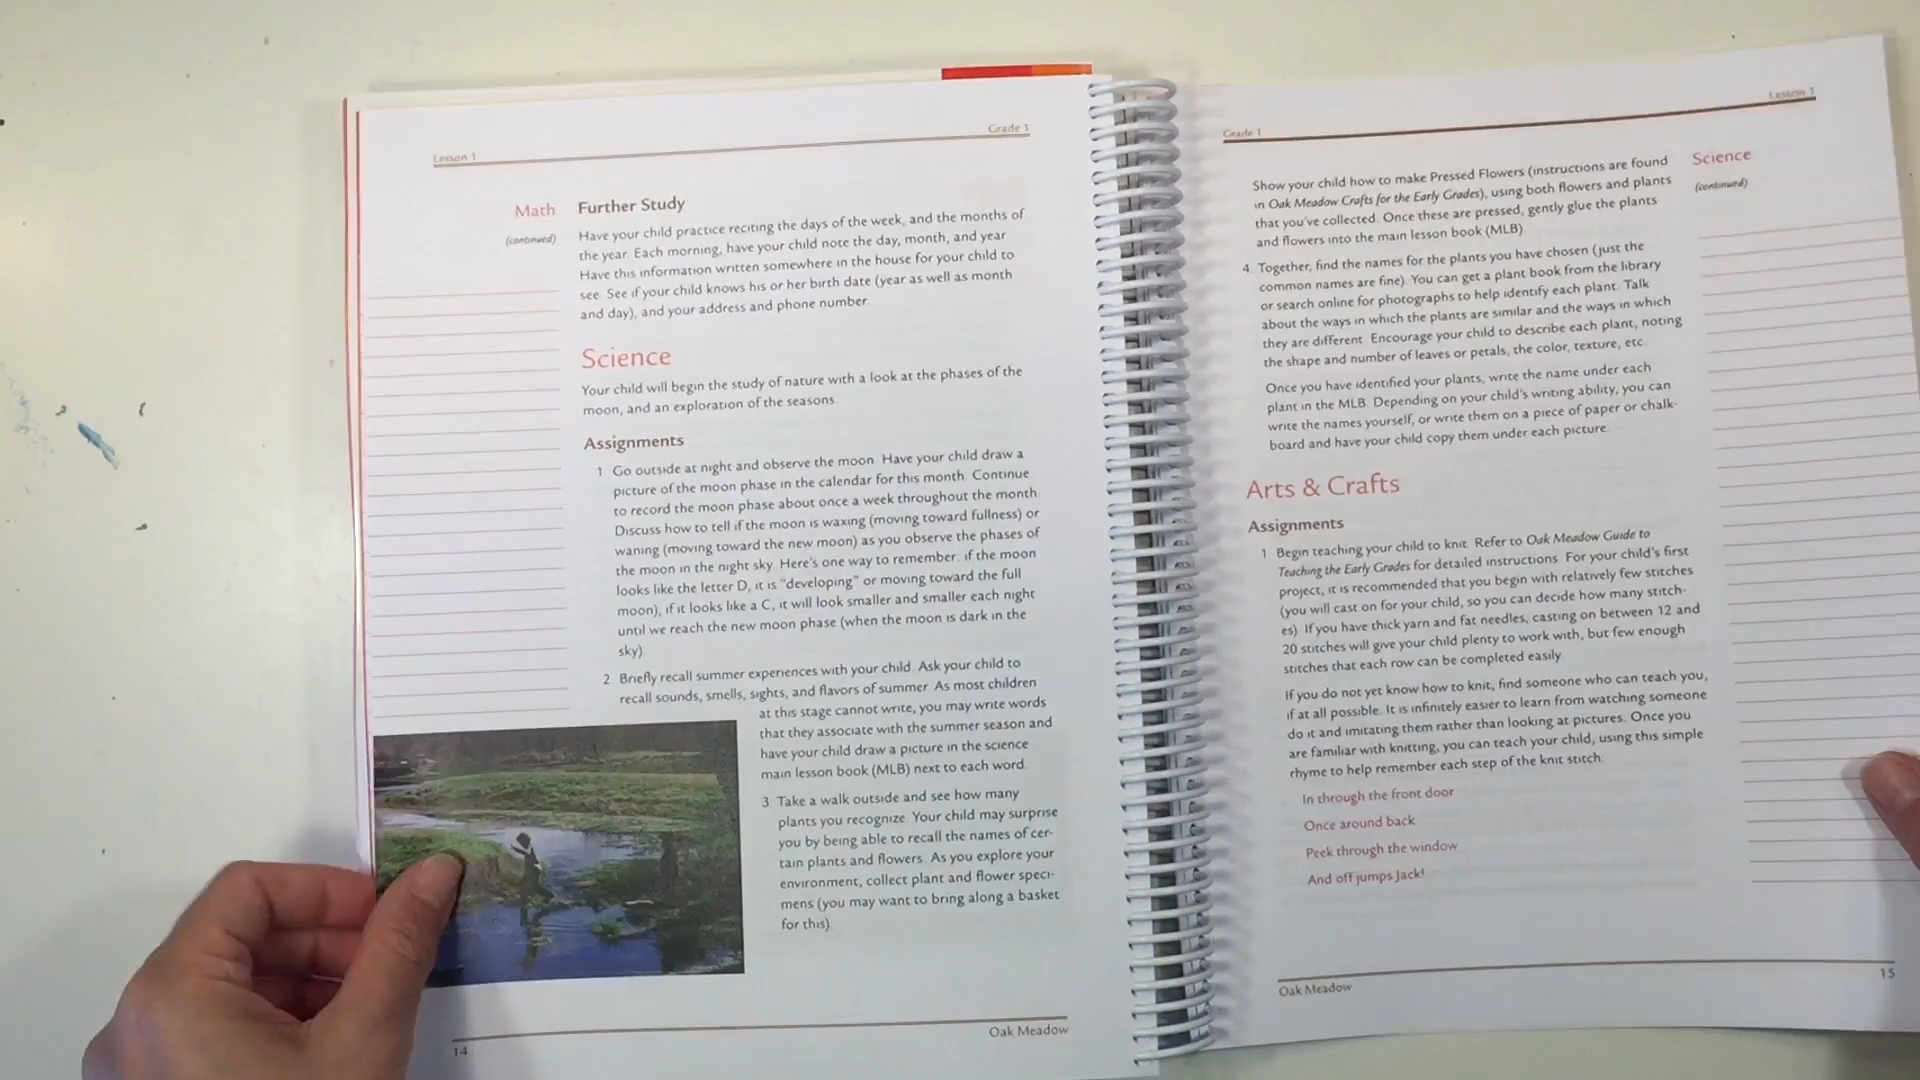 Lesson 1
Grade 1
Math
(continued)
Further Study
Have your child practice reciting the days of the week, and the months of
the year. Each morning, have your child note the day, month, and year.
Have this information written somewhere in the house for your child to
see. See if your child knows his or her birth date (year as well as month
and day), and your address and phone number.
Science
Your child will begin the study of nature with a look at the phases of the
moon, and an exploration of the seasons.
Assignments
1. Go outside at night and observe the moon. Have your child draw a
picture of the moon phase in the calendar for this month. Continue
to record the moon phase about once a week throughout the month.
Discuss how to tell if the moon is waxing (moving toward fullness) or
waning (moving toward the new moon) as you observe the phases of
the moon in the night sky. Here's one way to remember: if the moon
looks like the letter D, it is "developing" or moving toward the full
moon); if it looks like a C, it will look smaller and smaller each night
until we reach the new moon phase (when the moon is dark in the
sky).
2. Briefly recall summer experiences with your child. Ask your child to
recall sounds, smells, sights, and flavors of summer. As most children
at this stage cannot write, you may write words
that they associate with the summer season and
have your child draw a picture in the science
main lesson book (MLB) next to each word.
3. Take a walk outside and see how many
plants you recognize. Your child may surprise
you by being able to recall the names of cer-
tain plants and flowers. As you explore your
environment, collect plant and flower speci-
mens (you may want to bring along a basket
for this).
14
Oak Meadow
Grade 1
Lesson 1
Science
(continued)
Show your child how to make Pressed Flowers (instructions are found
in Oak Meadow Crafts for the Early Grades), using both flowers and plants
that you've collected. Once these are pressed, gently glue the plants
and flowers into the main lesson book (MLB).
4. Together, find the names for the plants you have chosen (just the
common names are fine). You can get a plant book from the library
or search online for photographs to help identify each plant. Talk
about the ways in which the plants are similar and the ways in which
they are different. Encourage your child to describe each plant, noting
the shape and number of leaves or petals, the color, texture, etc.
Once you have identified your plants, write the name under each
plant in the MLB. Depending on your child's writing ability, you can
write the names yourself, or write them on a piece of paper or chalk-
board and have your child copy them under each picture.
Arts & Crafts
Assignments
1. Begin teaching your child to knit. Refer to Oak Meadow Guide to
Teaching the Early Grades for detailed instructions. For your child's first
project, it is recommended that you begin with relatively few stitches
(you will cast on for your child, so you can decide how many stitch-
es). If you have thick yarn and fat needles, casting on between 12 and
20 stitches will give your child plenty to work with, but few enough
stitches that each row can be completed easily.
If you do not yet know how to knit, find someone who can teach you,
if at all possible. It is infinitely easier to learn from watching someone
do it and imitating them rather than looking at pictures. Once you
are familiar with knitting, you can teach your child, using this simple
rhyme to help remember each step of the knit stitch:
In through the front door
Once around back
Peek through the window
And off jumps Jack!
Oak Meadow
15